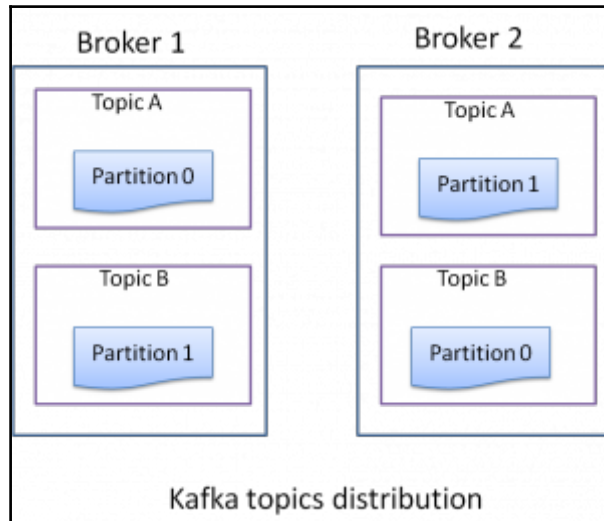 Broker 1
Topic A
Partition 0
Topic B
Partition 1
Broker 2
Topic A
Partition 1
Topic B
Partition 0
Kafka topics distribution